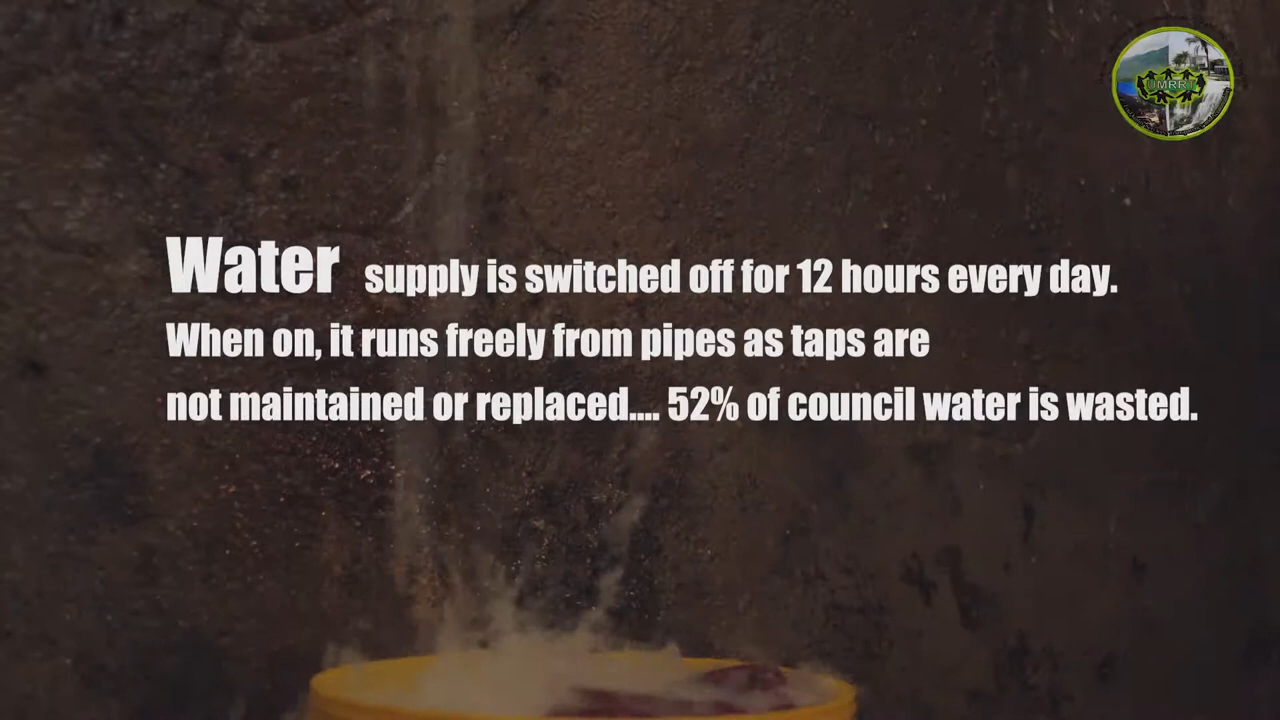 UMRRT
Water supply is switched off for 12 hours every day.
When on, it runs freely from pipes as taps are
not maintained or replaced.... 52% of council water is wasted.